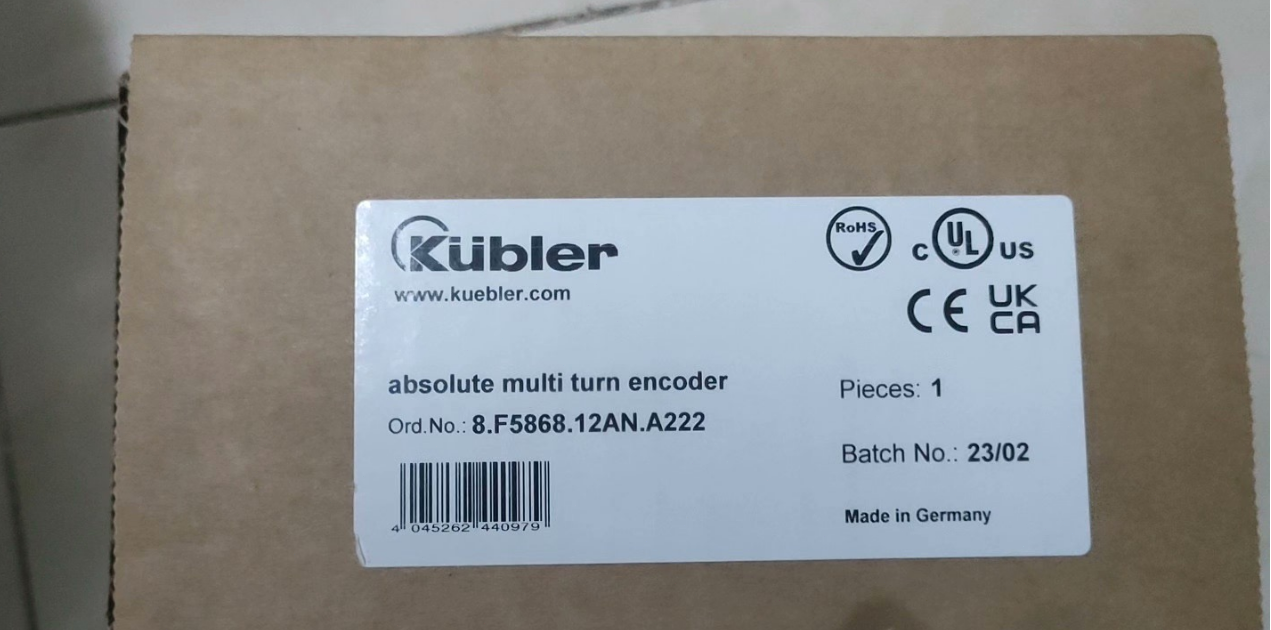 Kübler
www.kuebler.com
RoHS
c UL US
CE
UK
CA
absolute multi turn encoder
Ord.No.: 8.F5868.12AN.A222
Pieces: 1
Batch No.: 23/02
4 045262 440979
Made in Germany